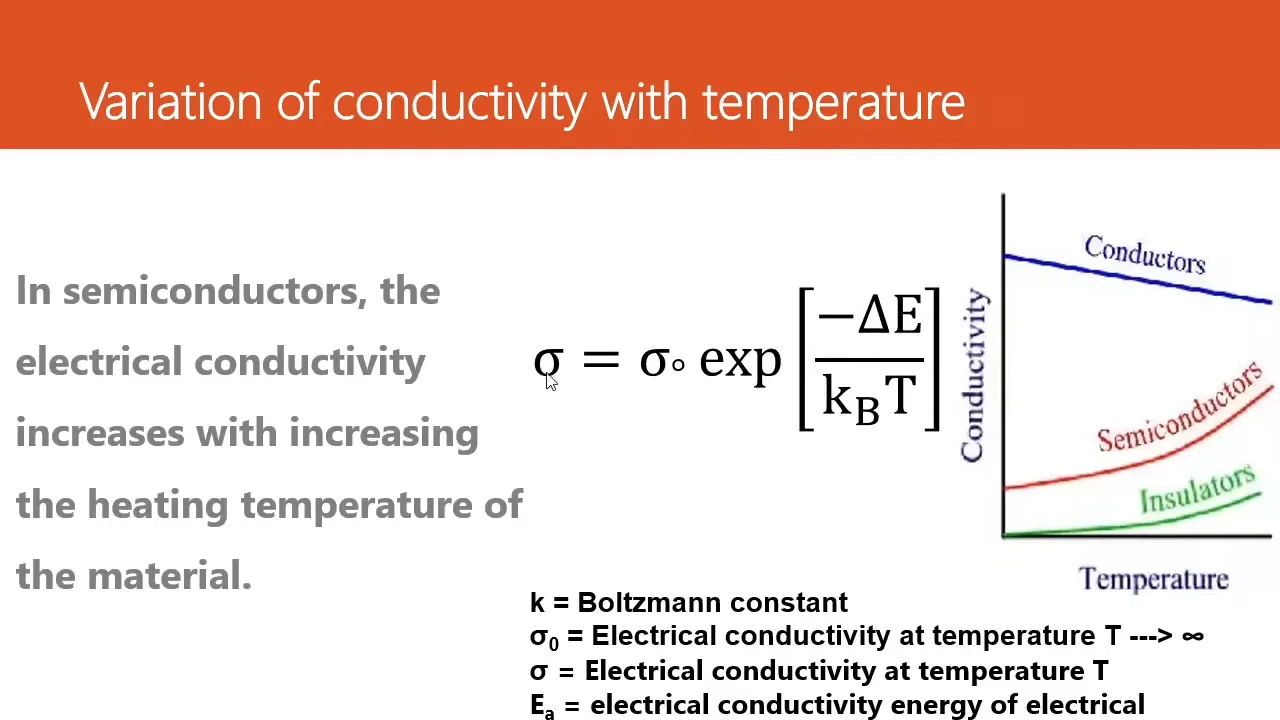 Variation of conductivity with temperature
In semiconductors, the
electrical conductivity
increases with increasing
the heating temperature of
the material.
σ = σ∘ exp [−ΔE / k_B T]
Conductivity
Conductors
Semiconductors
Insulators
Temperature
k = Boltzmann constant
σ₀ = Electrical conductivity at temperature T ---> ∞
σ = Electrical conductivity at temperature T
Eₐ = electrical conductivity energy of electrical